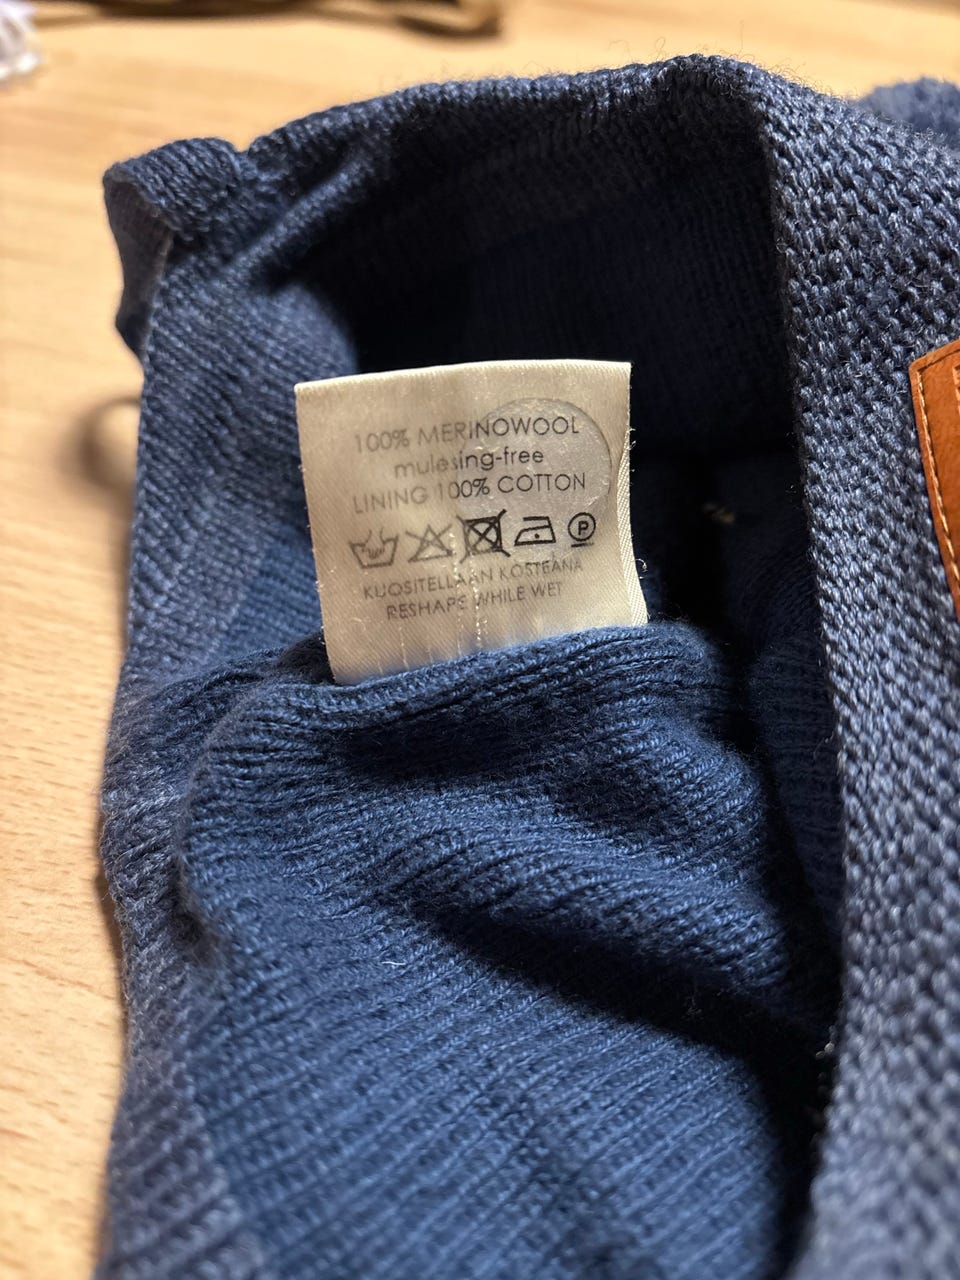 100% MERINOWOOL
mulesing-free
LINING 100% COTTON
P
KUOSITELLAAN KOSTEANA
RESHAPE WHILE WET